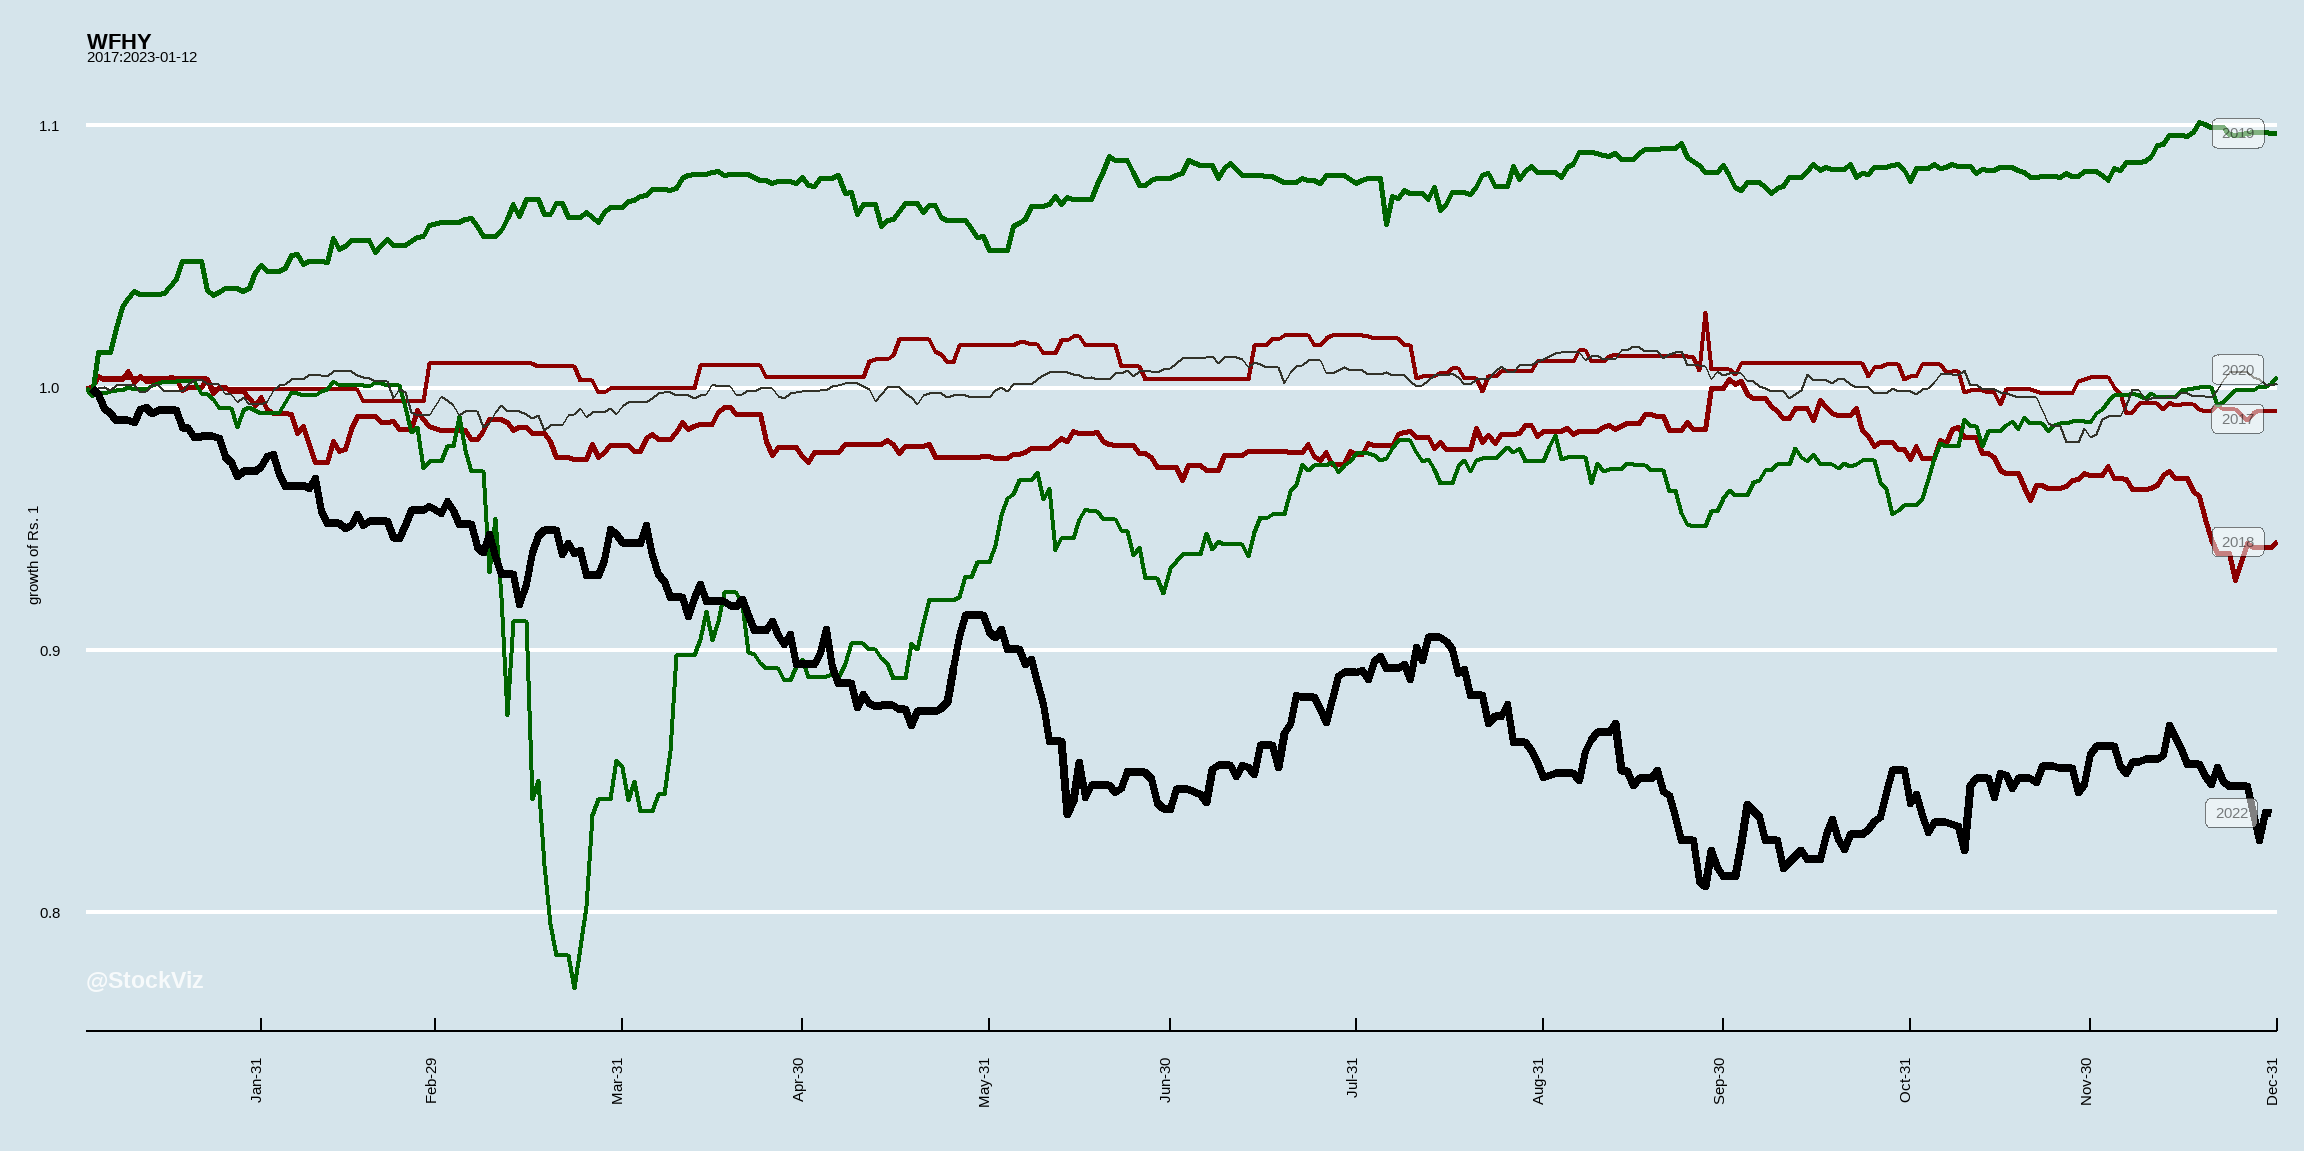 WFHY
2017:2023-01-12
1.1
1.0
0.9
0.8
growth of Rs. 1
2019
2020
2017
2018
2022
@StockViz
Jan-31
Feb-29
Mar-31
Apr-30
May-31
Jun-30
Jul-31
Aug-31
Sep-30
Oct-31
Nov-30
Dec-31